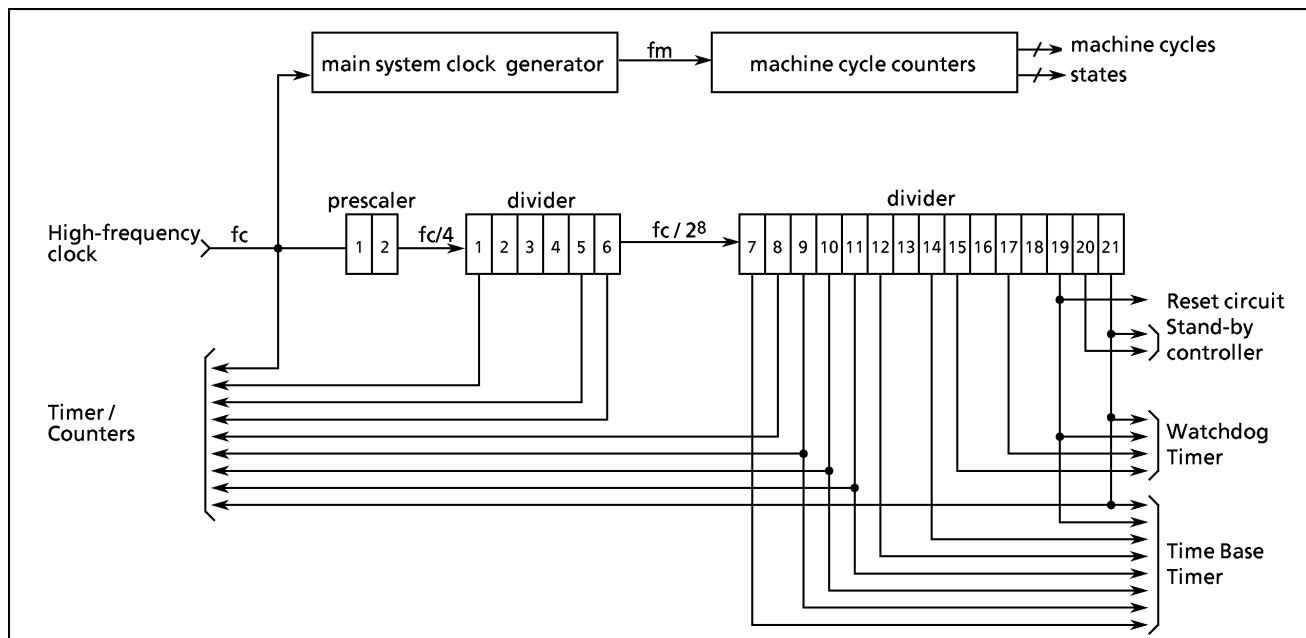 main system clock generator
fm
machine cycle counters
machine cycles
states
prescaler
divider
divider
High-frequency
clock
fc
1 2
fc/4
1 2 3 4 5 6
fc / 2⁸
7 8 9 10 11 12 13 14 15 16 17 18 19 20 21
Reset circuit
Stand-by
controller
Timer /
Counters
Watchdog
Timer
Time Base
Timer